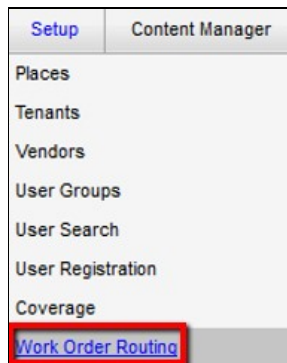 Setup Content Manager
Places
Tenants
Vendors
User Groups
User Search
User Registration
Coverage
Work Order Routing